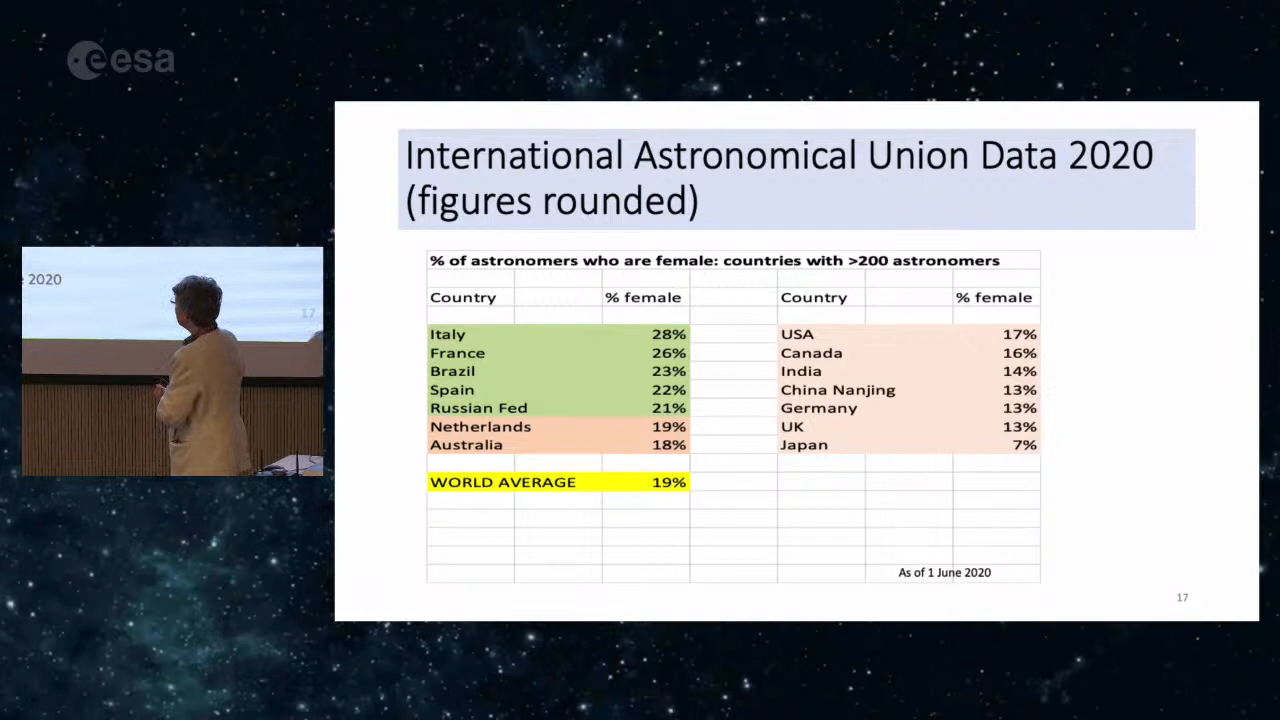 esa
International Astronomical Union Data 2020
(figures rounded)
% of astronomers who are female: countries with >200 astronomers
Country % female Country % female
Italy 28% USA 17%
France 26% Canada 16%
Brazil 23% India 14%
Spain 22% China Nanjing 13%
Russian Fed 21% Germany 13%
Netherlands 19% UK 13%
Australia 18% Japan 7%
WORLD AVERAGE 19%
As of 1 June 2020
17
2020
17